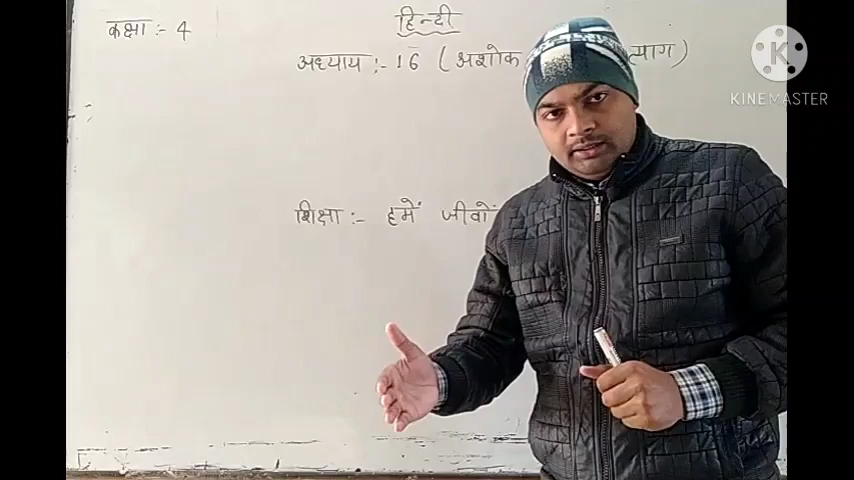 कक्षा :- 4
हिन्दी
अध्याय :- 16 (अशोक त्याग)
शिक्षा :- हमें जीवों
K
KINEMASTER